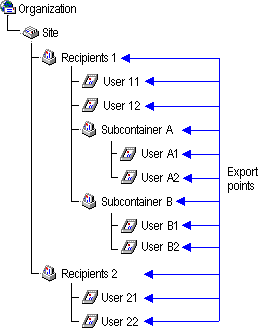 Organization
Site
Recipients 1
User 11
User 12
Subcontainer A
User A1
User A2
Export
points
Subcontainer B
User B1
User B2
Recipients 2
User 21
User 22